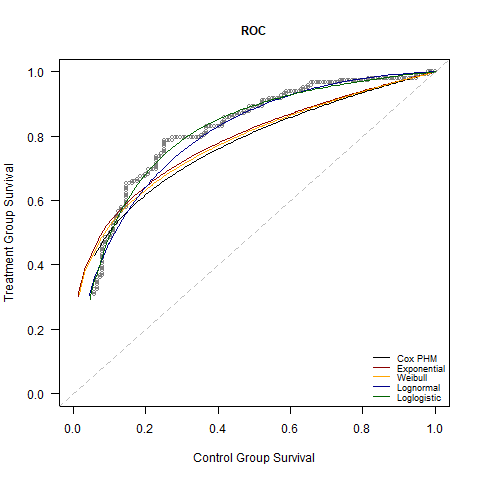 ROC
Treatment Group Survival
1.0
0.8
0.6
0.4
0.2
0.0
Cox PHM
Exponential
Weibull
Lognormal
Loglogistic
0.0 0.2 0.4 0.6 0.8 1.0
Control Group Survival